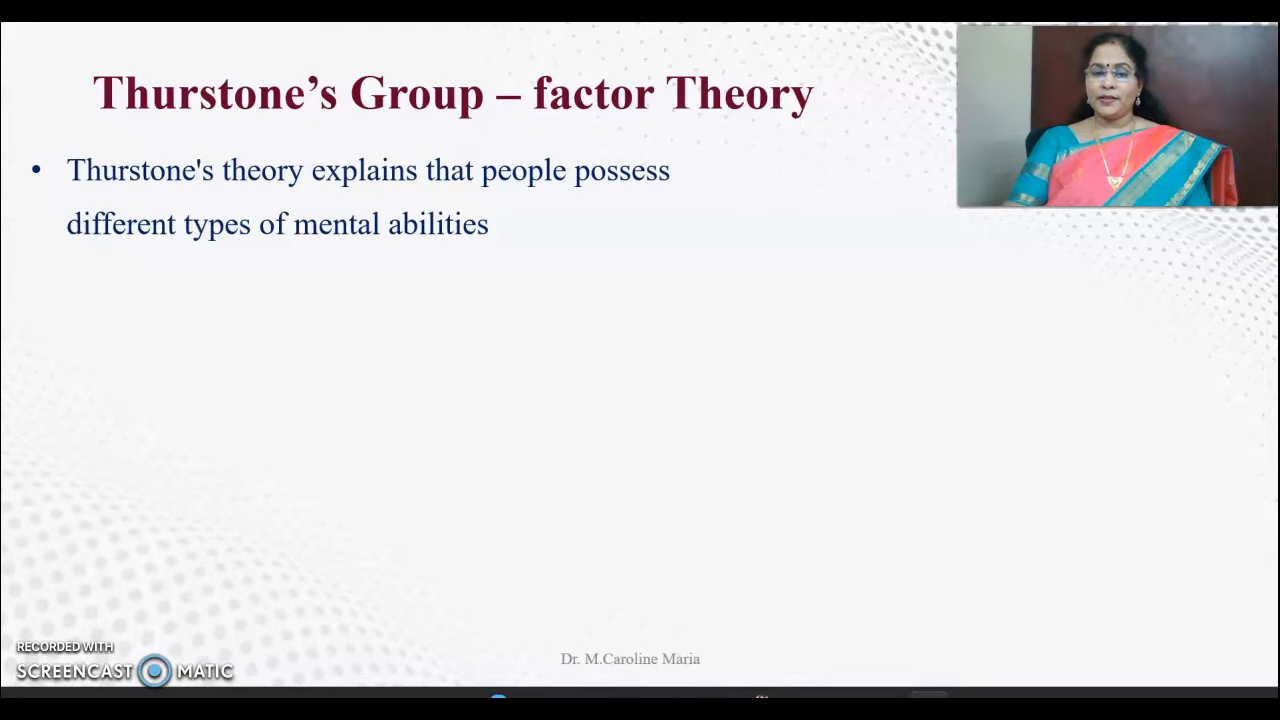 Thurstone’s Group – factor Theory
• Thurstone's theory explains that people possess
different types of mental abilities
RECORDED WITH
SCREENCAST MATIC
Dr. M.Caroline Maria